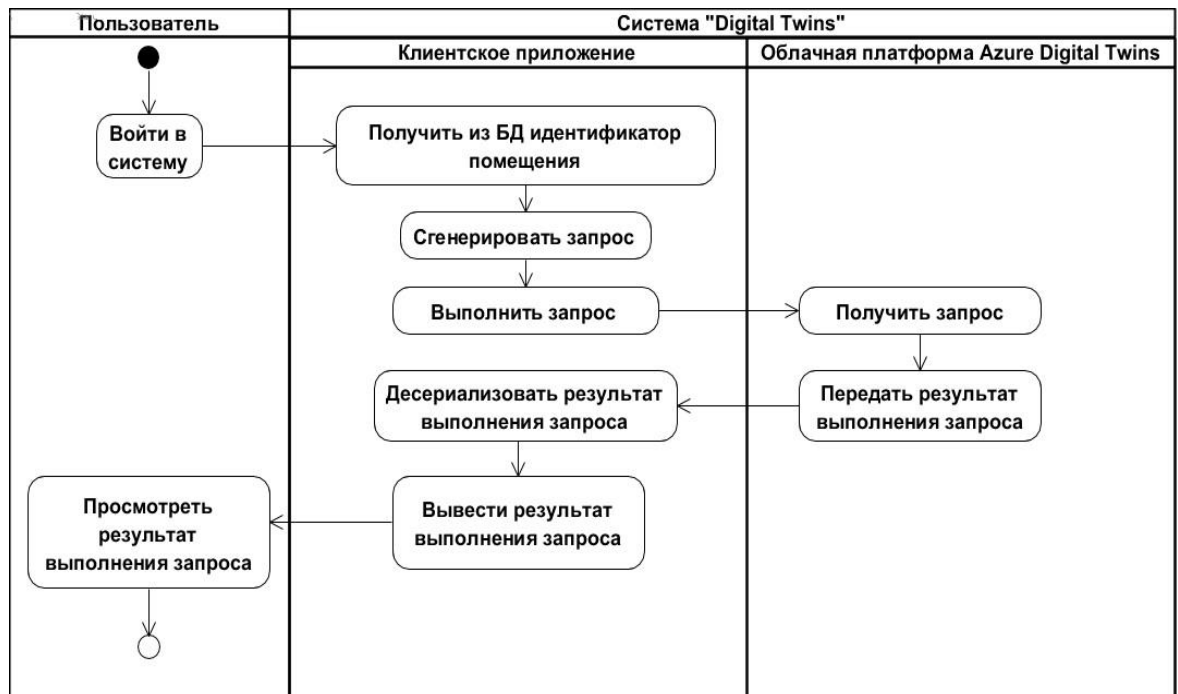 Пользователь
Система "Digital Twins"
Клиентское приложение
Облачная платформа Azure Digital Twins
Войти в
систему
Получить из БД идентификатор
помещения
Сгенерировать запрос
Выполнить запрос
Получить запрос
Передать результат
выполнения запроса
Десериализовать результат
выполнения запроса
Вывести результат
выполнения запроса
Просмотреть
результат
выполнения запроса